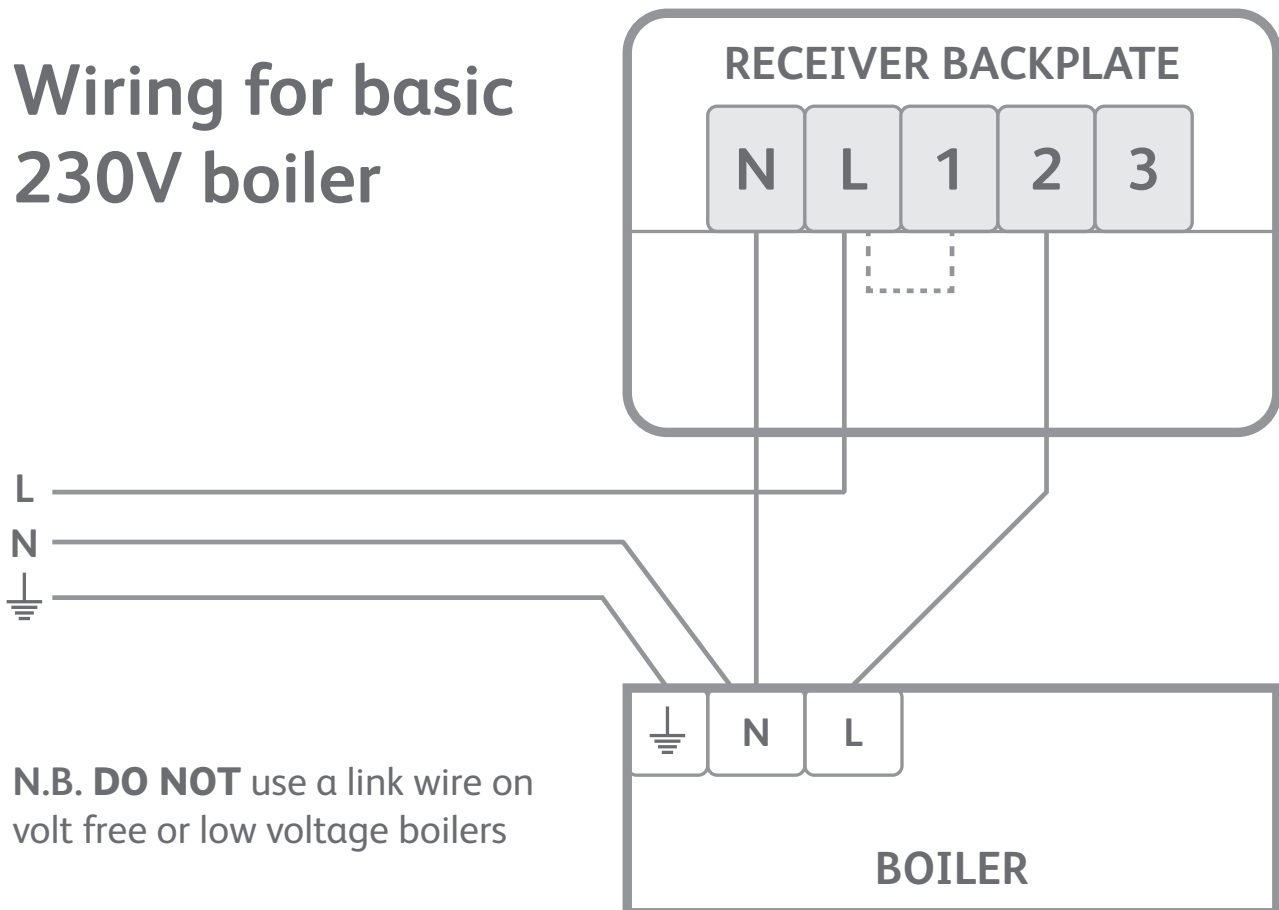 Wiring for basic
230V boiler
RECEIVER BACKPLATE
N L 1 2 3
L
N
N L
N.B. DO NOT use a link wire on
volt free or low voltage boilers
BOILER